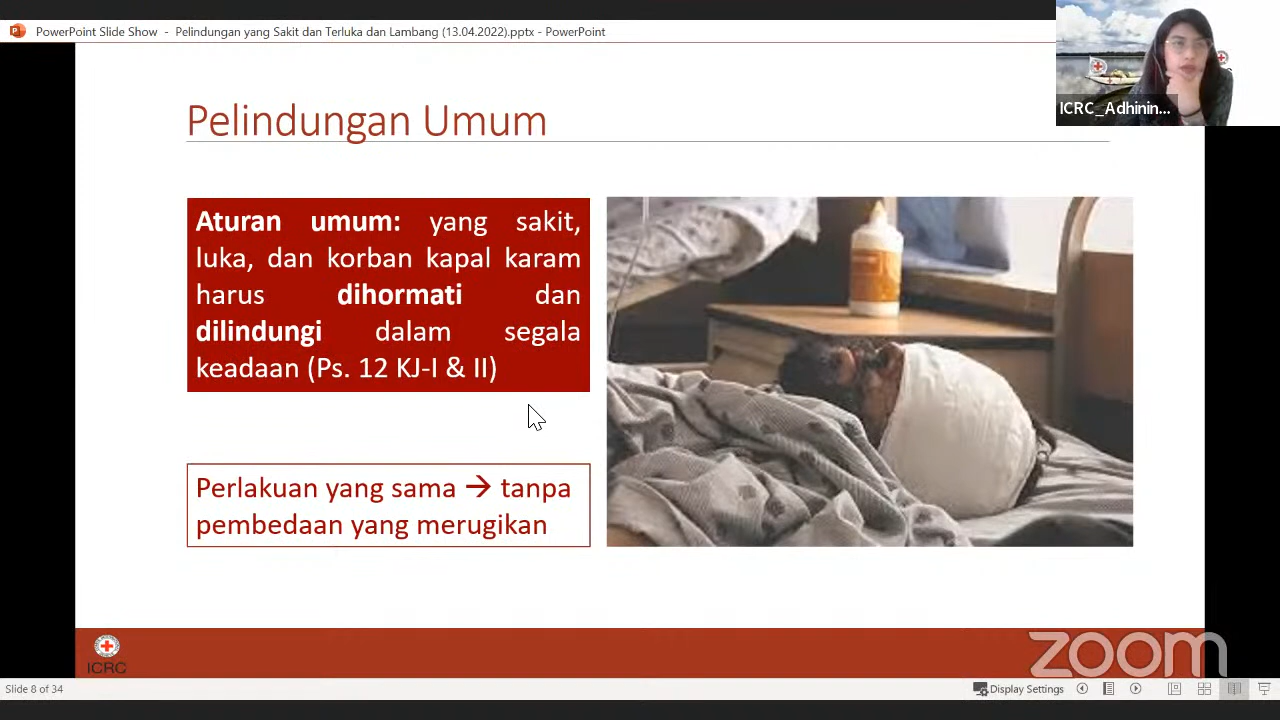 PowerPoint Slide Show - Pelindungan yang Sakit dan Terluka dan Lambang (13.04.2022).pptx - PowerPoint
ICRC_Adhinin...
Pelindungan Umum
Aturan umum: yang sakit,
luka, dan korban kapal karam
harus dihormati dan
dilindungi dalam segala
keadaan (Ps. 12 KJ-I & II)
Perlakuan yang sama → tanpa
pembedaan yang merugikan
ICRC
zoom
Slide 8 of 34
Display Settings